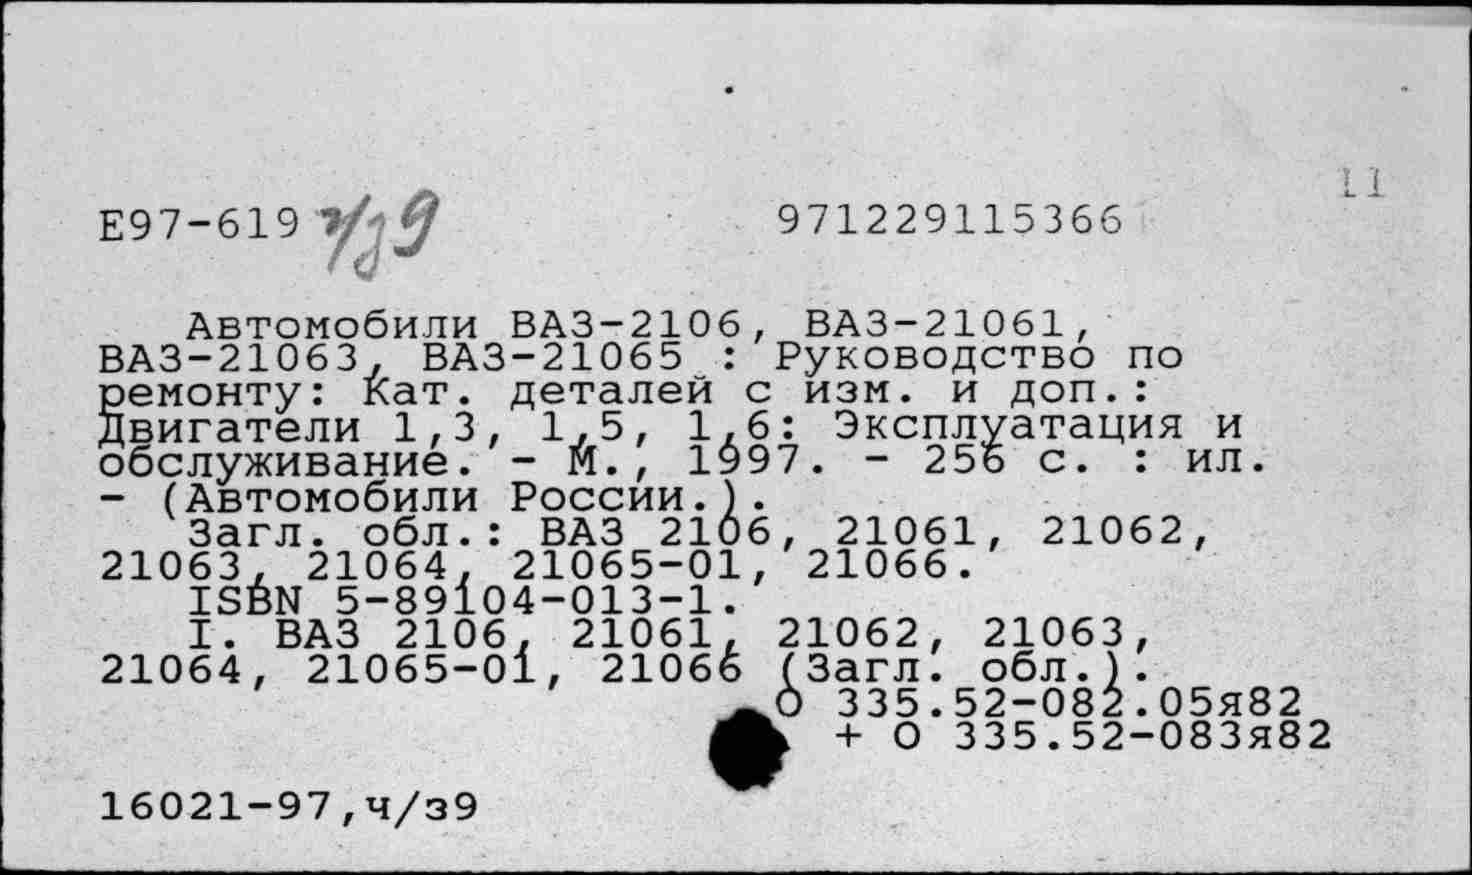 11
Е97-619 ч/з 9 971229115366
Автомобили ВАЗ-2106, ВАЗ-21061,
ВАЗ-21063, ВАЗ-21065 : Руководство по
ремонту: Кат. деталей с изм. и доп.:
Двигатели 1,3, 1,5, 1,6: Эксплуатация и
обслуживание. - М., 1997. - 256 с. : ил.
- (Автомобили России.).
Загл. обл.: ВАЗ 2106, 21061, 21062,
21063, 21064, 21065-01, 21066.
ISBN 5-89104-013-1.
I. ВАЗ 2106, 21061, 21062, 21063,
21064, 21065-01, 21066 (Загл. обл.).
О 335.52-082.05я82
+ О 335.52-083я82
16021-97,ч/з9